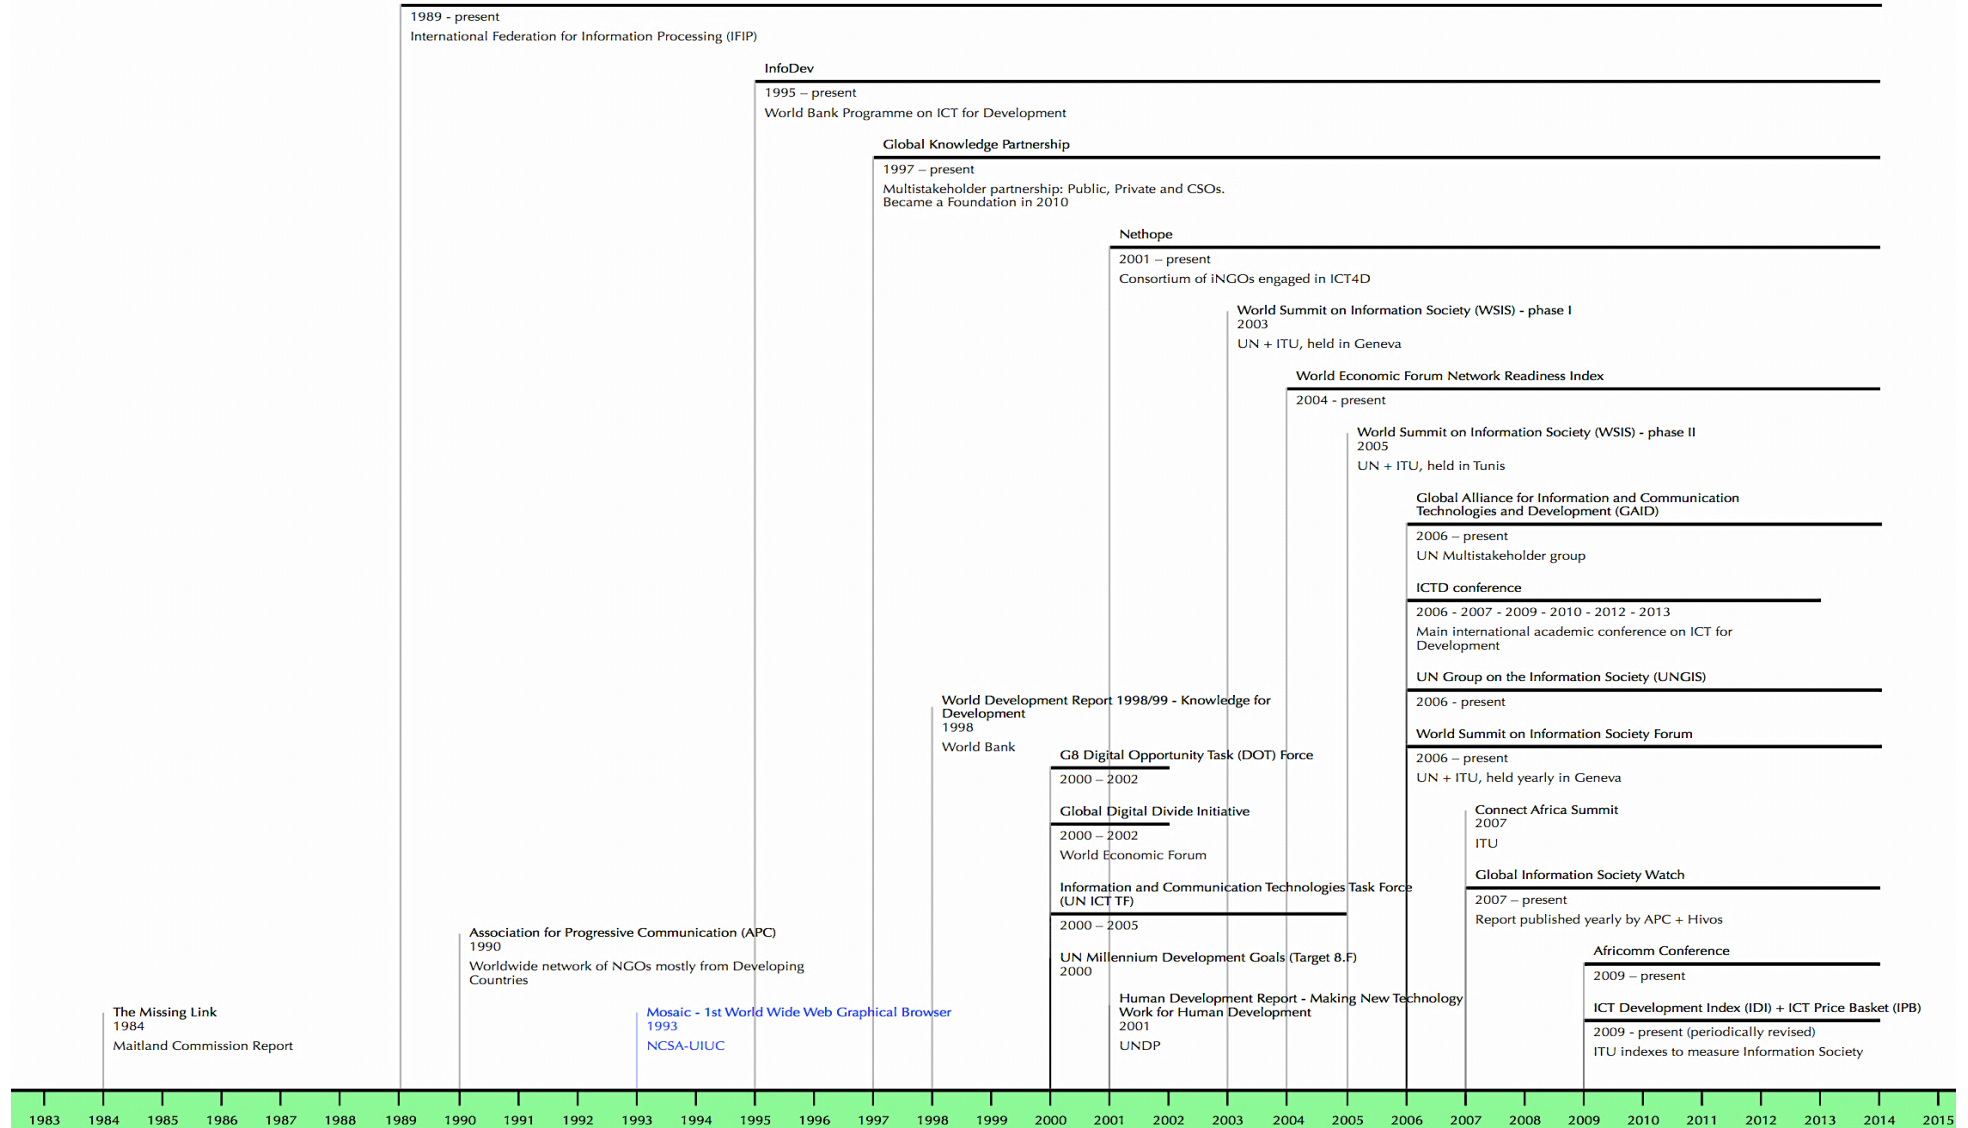 1989 - present
International Federation for Information Processing (IFIP)
InfoDev
1995 – present
World Bank Programme on ICT for Development
Global Knowledge Partnership
1997 – present
Multistakeholder partnership: Public, Private and CSOs.
Became a Foundation in 2010
Nethope
2001 – present
Consortium of iNGOs engaged in ICT4D
World Summit on Information Society (WSIS) - phase I
2003
UN + ITU, held in Geneva
World Economic Forum Network Readiness Index
2004 - present
World Summit on Information Society (WSIS) - phase II
2005
UN + ITU, held in Tunis
Global Alliance for Information and Communication
Technologies and Development (GAID)
2006 – present
UN Multistakeholder group
ICTD conference
2006 - 2007 - 2009 - 2010 - 2012 - 2013
Main international academic conference on ICT for
Development
UN Group on the Information Society (UNGIS)
2006 - present
World Development Report 1998/99 - Knowledge for
Development
1998
World Bank
World Summit on Information Society Forum
2006 – present
UN + ITU, held yearly in Geneva
G8 Digital Opportunity Task (DOT) Force
2000 – 2002
Global Digital Divide Initiative
2000 – 2002
World Economic Forum
Connect Africa Summit
2007
ITU
Global Information Society Watch
2007 – present
Report published yearly by APC + Hivos
Information and Communication Technologies Task Force
(UN ICT TF)
2000 – 2005
Association for Progressive Communication (APC)
1990
Worldwide network of NGOs mostly from Developing
Countries
UN Millennium Development Goals (Target 8.F)
2000
Africomm Conference
2009 – present
Human Development Report - Making New Technology
Work for Human Development
2001
UNDP
ICT Development Index (IDI) + ICT Price Basket (IPB)
2009 - present (periodically revised)
ITU indexes to measure Information Society
The Missing Link
1984
Maitland Commission Report
Mosaic - 1st World Wide Web Graphical Browser
1993
NCSA-UIUC
1983 1984 1985 1986 1987 1988 1989 1990 1991 1992 1993 1994 1995 1996 1997 1998 1999 2000 2001 2002 2003 2004 2005 2006 2007 2008 2009 2010 2011 2012 2013 2014 2015